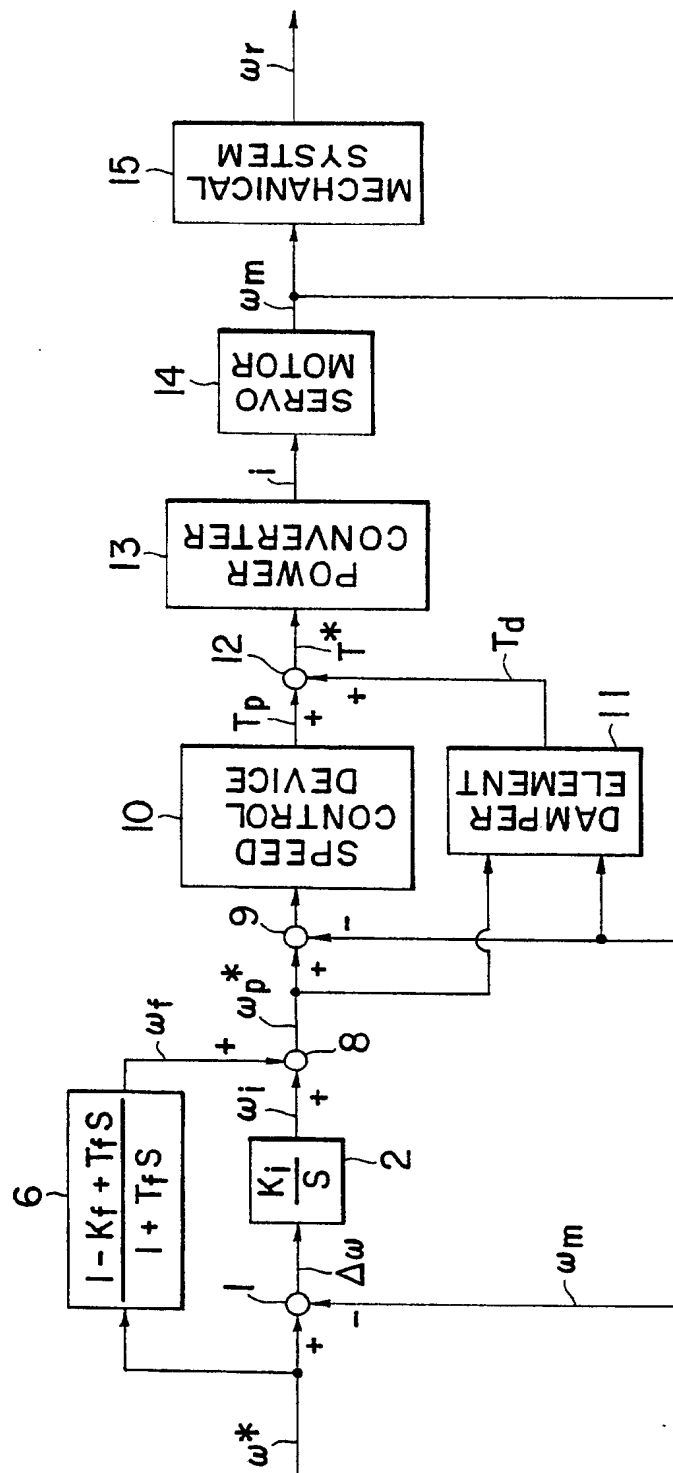 6
1 - Kf + TfS
1 + TfS
ωf
+
ω*
+
1
-
Δω
Ki
S
2
ωi
+
8
ωp*
+
9
-
10
SPEED
CONTROL
DEVICE
Tp
+
12
+
T*
13
POWER
CONVERTER
i
14
SERVO
MOTOR
ωm
15
MECHANICAL
SYSTEM
ωr
ωm
DAMPER
ELEMENT
11
Td